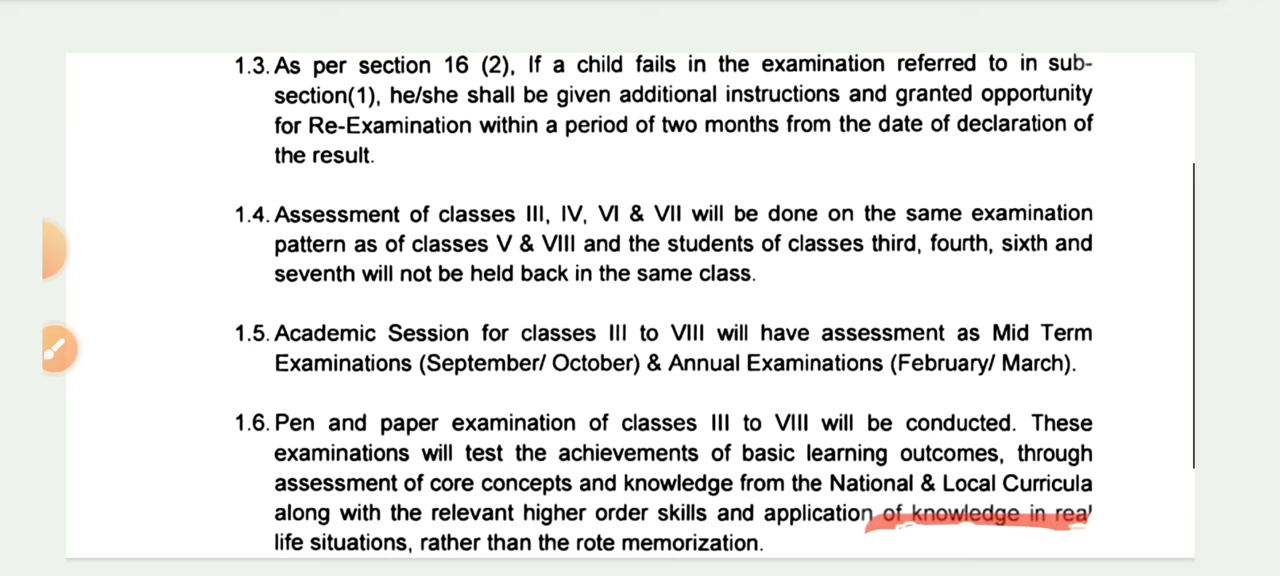 1.3. As per section 16 (2), If a child fails in the examination referred to in sub-
section(1), he/she shall be given additional instructions and granted opportunity
for Re-Examination within a period of two months from the date of declaration of
the result.
1.4. Assessment of classes III, IV, VI & VII will be done on the same examination
pattern as of classes V & VIII and the students of classes third, fourth, sixth and
seventh will not be held back in the same class.
1.5. Academic Session for classes III to VIII will have assessment as Mid Term
Examinations (September/ October) & Annual Examinations (February/ March).
1.6. Pen and paper examination of classes III to VIII will be conducted. These
examinations will test the achievements of basic learning outcomes, through
assessment of core concepts and knowledge from the National & Local Curricula
along with the relevant higher order skills and application of knowledge in real
life situations, rather than the rote memorization.